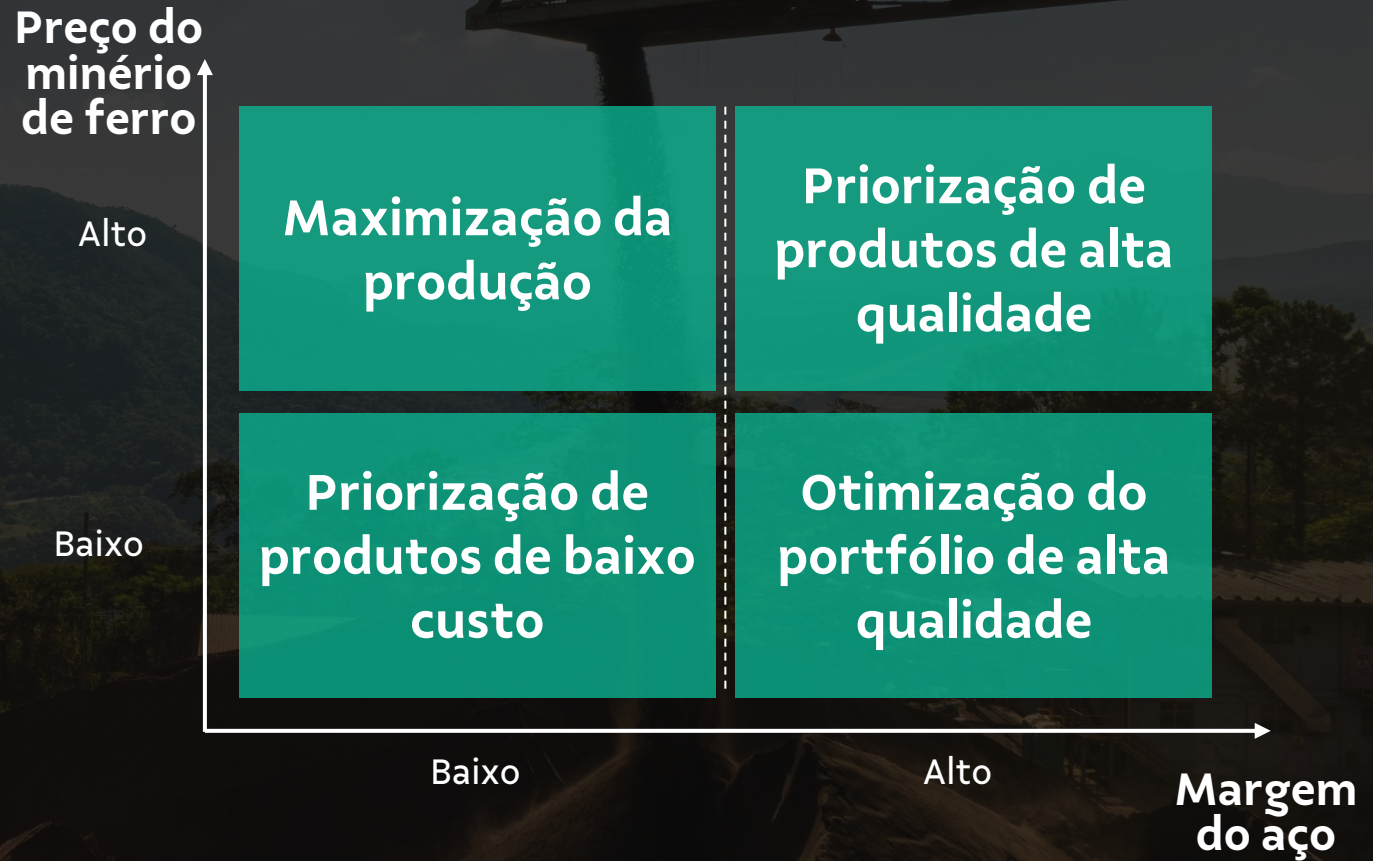 Preço do
minério
de ferro
Alto
Maximização da
produção
Priorização de
produtos de alta
qualidade
Baixo
Priorização de
produtos de baixo
custo
Otimização do
portfólio de alta
qualidade
Baixo
Alto
Margem
do aço